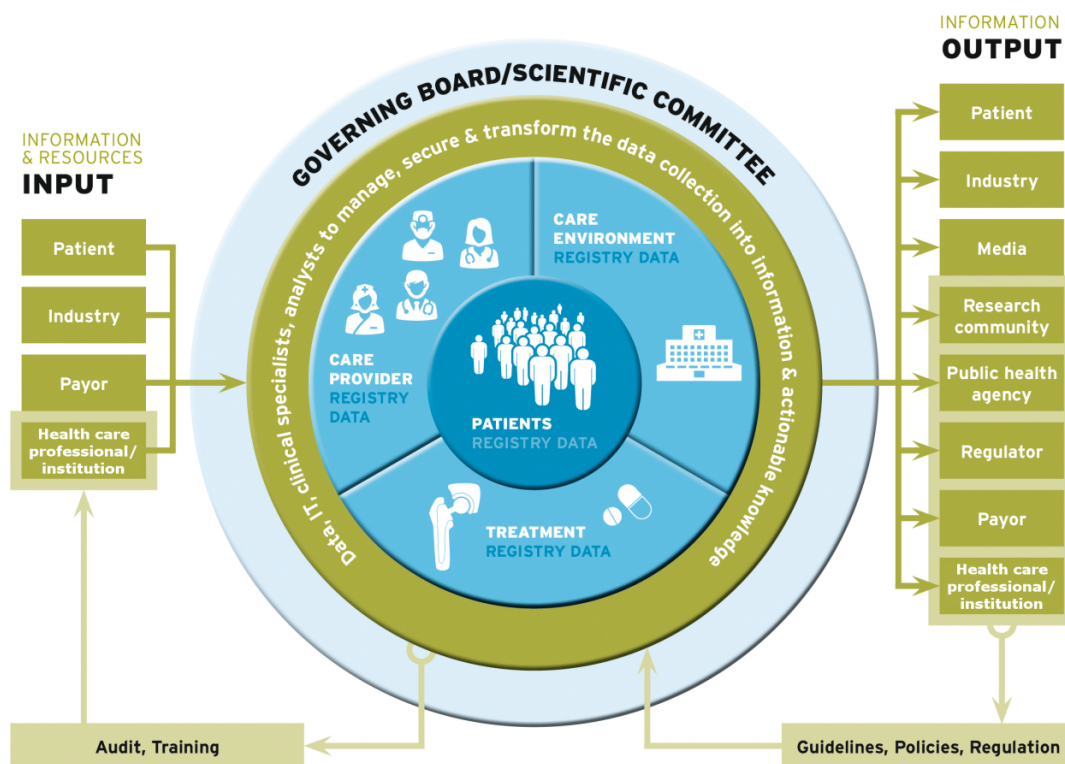 INFORMATION
& RESOURCES
INPUT
Patient
Industry
Payor
Health care
professional/
institution
GOVERNING BOARD/SCIENTIFIC COMMITTEE
Data, IT, clinical specialists, analysts to manage, secure & transform the data collection into information & actionable knowledge
CARE
ENVIRONMENT
REGISTRY DATA
CARE
PROVIDER
REGISTRY
DATA
PATIENTS
REGISTRY DATA
TREATMENT
REGISTRY DATA
INFORMATION
OUTPUT
Patient
Industry
Media
Research
community
Public health
agency
Regulator
Payor
Health care
professional/
institution
Audit, Training
Guidelines, Policies, Regulation